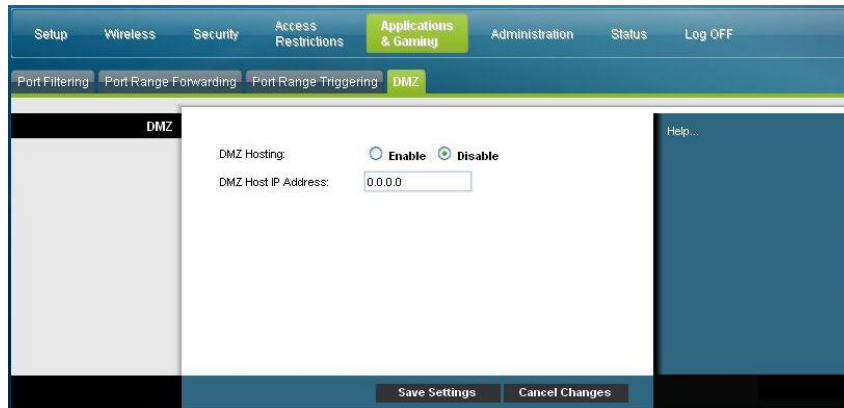 Setup Wireless Security Access Restrictions Applications & Gaming Administration Status Log OFF
Port Filtering Port Range Forwarding Port Range Triggering DMZ
DMZ
Help...
DMZ Hosting: Enable Disable
DMZ Host IP Address: 0.0.0.0
Save Settings Cancel Changes